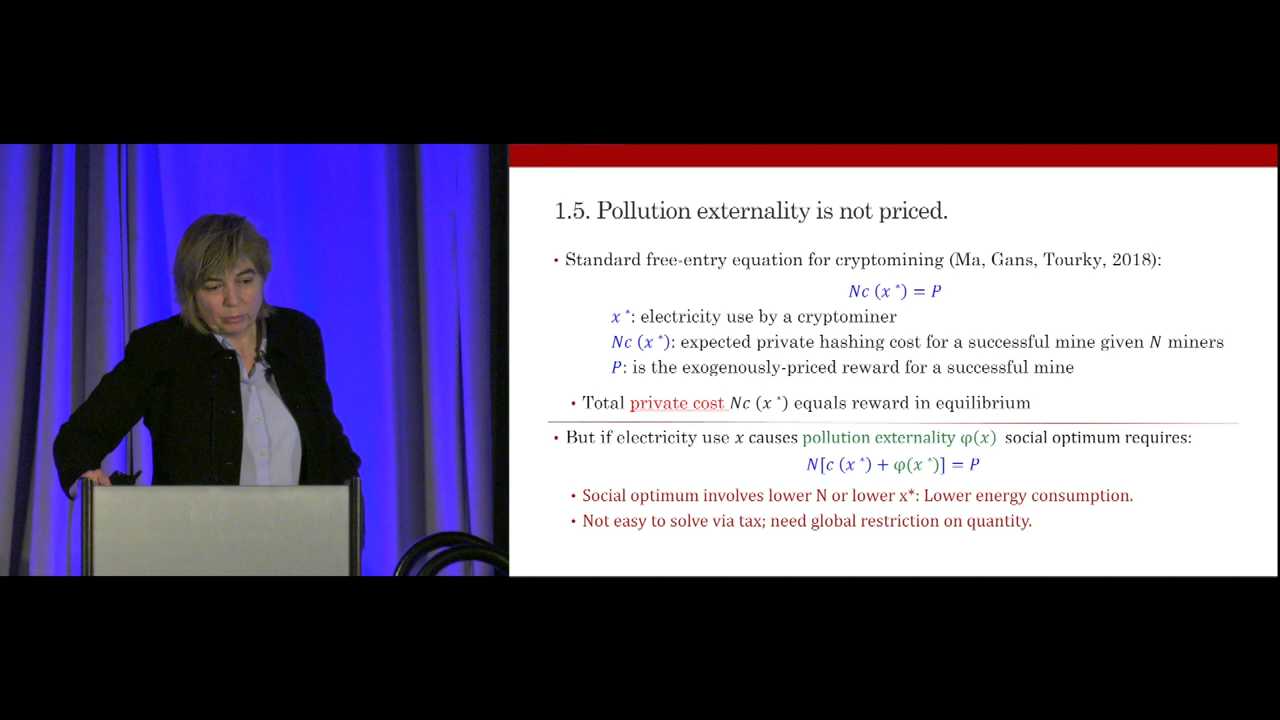 1.5. Pollution externality is not priced.
• Standard free-entry equation for cryptomining (Ma, Gans, Tourky, 2018):
Nc (x *) = P
x *: electricity use by a cryptominer
Nc (x *): expected private hashing cost for a successful mine given N miners
P: is the exogenously-priced reward for a successful mine
• Total private cost Nc (x *) equals reward in equilibrium
• But if electricity use x causes pollution externality φ(x) social optimum requires:
N[c (x *) + φ(x *)] = P
• Social optimum involves lower N or lower x*: Lower energy consumption.
• Not easy to solve via tax; need global restriction on quantity.